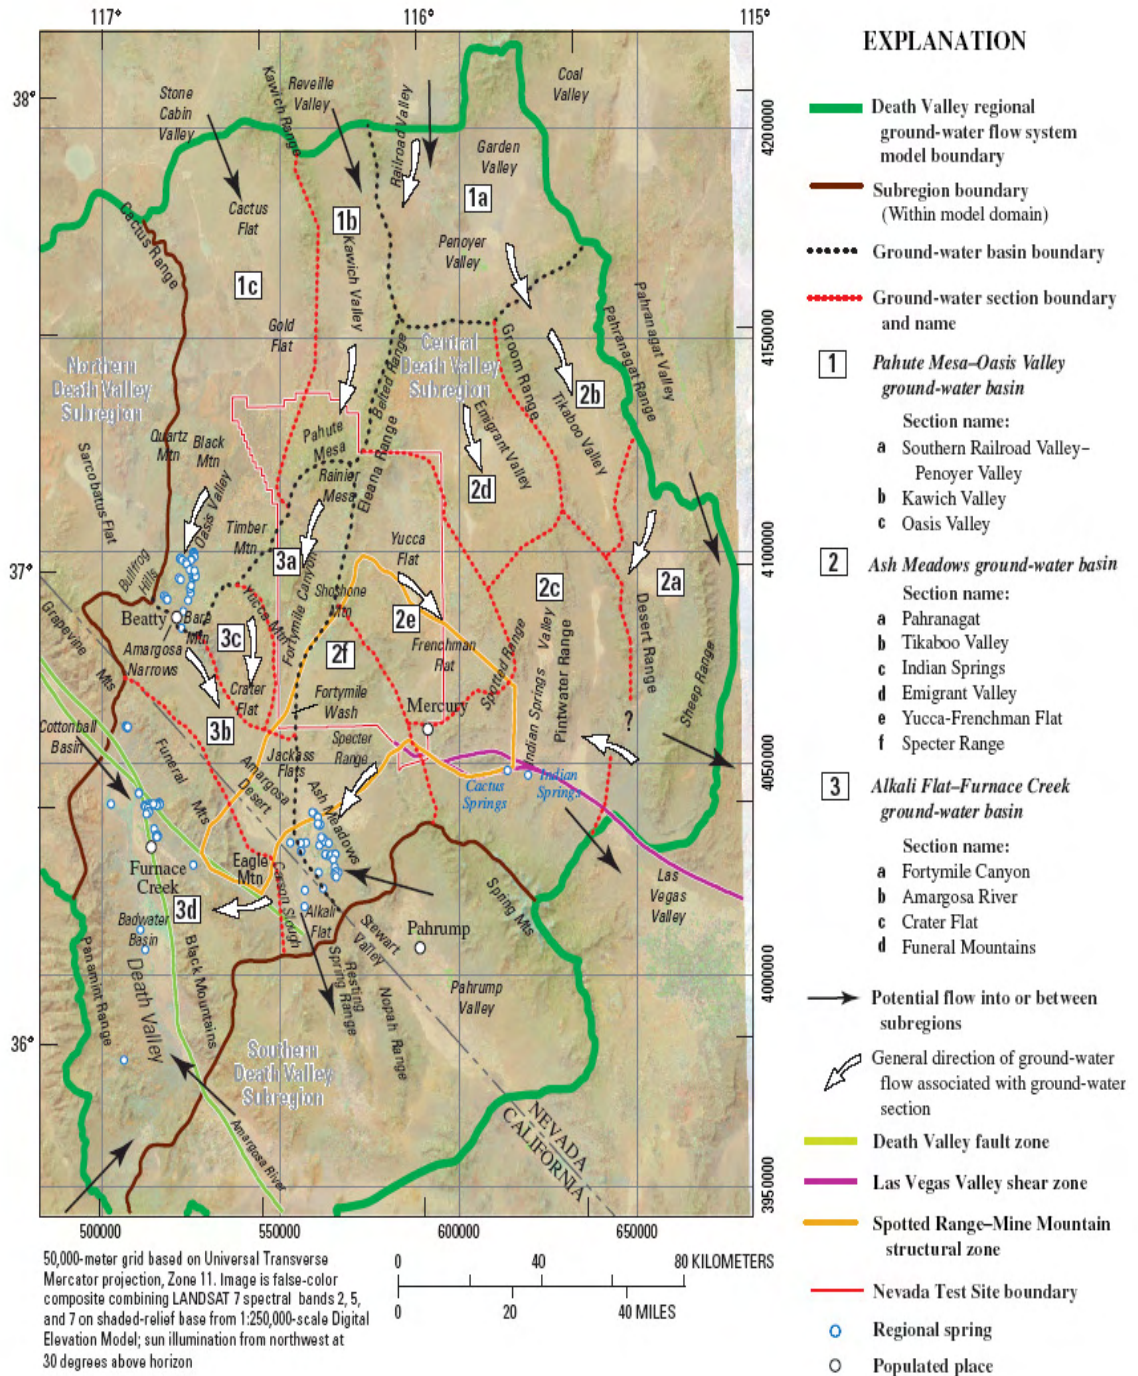 117°
116°
115°
38°
37°
36°
4200000
4150000
4100000
4050000
4000000
3950000
500000
550000
600000
650000
Stone
Cabin
Valley
Kawich Range
Reveille
Valley
Railroad Valley
Coal
Valley
Garden
Valley
1a
1b
Cactus
Flat
Cactus Range
Kawich Valley
Penoyer
Valley
1c
Gold
Flat
Pahranagat Valley
Pahranagat Range
Northern
Death Valley
Subregion
Central
Death Valley
Subregion
Belted Range
Groom Range
2b
Tikaboo Valley
Emigrant Valley
Quartz
Mtn
Black
Mtn
Pahute
Mesa
Eleana Range
Rainier
Mesa
2d
Sarcobatus Flat
Oasis Valley
Timber
Mtn
Yucca
Flat
3a
Bullfrog
Hills
Fortymile Canyon
Shoshone
Mtn
2c
2a
Beatty
Bare
Mtn
Yucca Mtn
2e
Grapevine
Mts
Amargosa
Narrows
3c
2f
Frenchman
Flat
Spotted Range
Indian Springs
Valley
Pintwater Range
Desert Range
Sheep Range
Crater
Flat
Fortymile
Wash
Mercury
?
Cottonball
Basin
3b
Funeral
Mts
Jackass
Flats
Specter
Range
Amargosa
Desert
Ash Meadows
Cactus
Springs
Indian
Springs
Furnace
Creek
Eagle
Mtn
Las
Vegas
Valley
3d
Carson Slough
Alkali
Flat
Spring Mts
Badwater
Basin
Stewart
Valley
Pahrump
Panamint Range
Death Valley
Black Mountains
Resting
Spring Range
Nopah Range
Pahrump
Valley
Southern
Death Valley
Subregion
Amargosa River
NEVADA
CALIFORNIA
50,000-meter grid based on Universal Transverse
Mercator projection, Zone 11. Image is false-color
composite combining LANDSAT 7 spectral bands 2, 5,
and 7 on shaded-relief base from 1:250,000-scale Digital
Elevation Model; sun illumination from northwest at
30 degrees above horizon
0 40 80 KILOMETERS
0 20 40 MILES
EXPLANATION
Death Valley regional
ground-water flow system
model boundary
Subregion boundary
(Within model domain)
Ground-water basin boundary
Ground-water section boundary
and name
1 Pahute Mesa–Oasis Valley
ground-water basin
Section name:
a Southern Railroad Valley–
Penoyer Valley
b Kawich Valley
c Oasis Valley
2 Ash Meadows ground-water basin
Section name:
a Pahranagat
b Tikaboo Valley
c Indian Springs
d Emigrant Valley
e Yucca-Frenchman Flat
f Specter Range
3 Alkali Flat–Furnace Creek
ground-water basin
Section name:
a Fortymile Canyon
b Amargosa River
c Crater Flat
d Funeral Mountains
Potential flow into or between
subregions
General direction of ground-water
flow associated with ground-water
section
Death Valley fault zone
Las Vegas Valley shear zone
Spotted Range–Mine Mountain
structural zone
Nevada Test Site boundary
Regional spring
Populated place